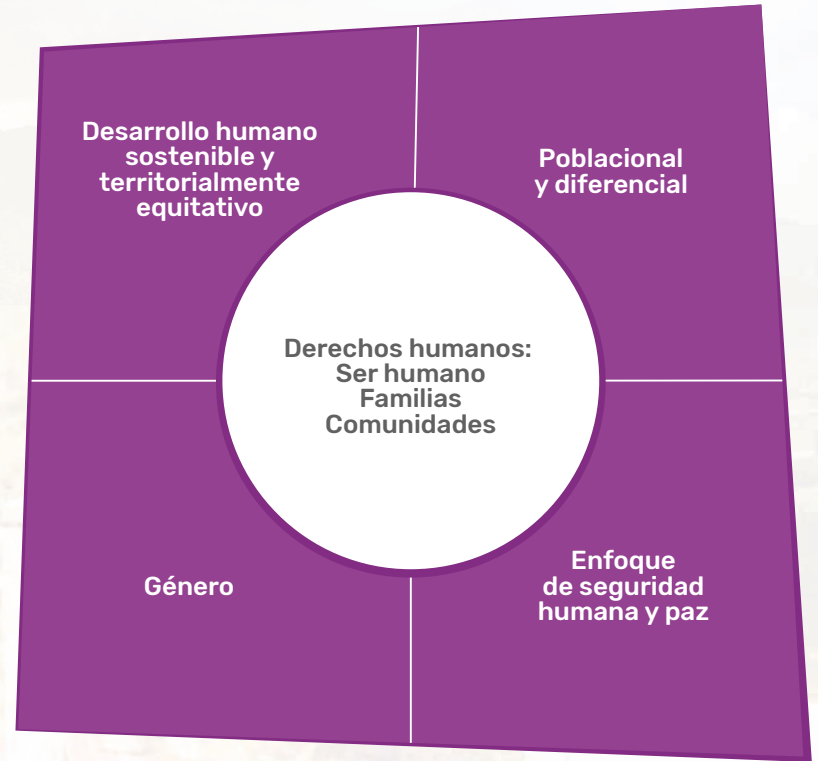 Desarrollo humano
sostenible y
territorialmente
equitativo
Poblacional
y diferencial
Derechos humanos:
Ser humano
Familias
Comunidades
Género
Enfoque
de seguridad
humana y paz